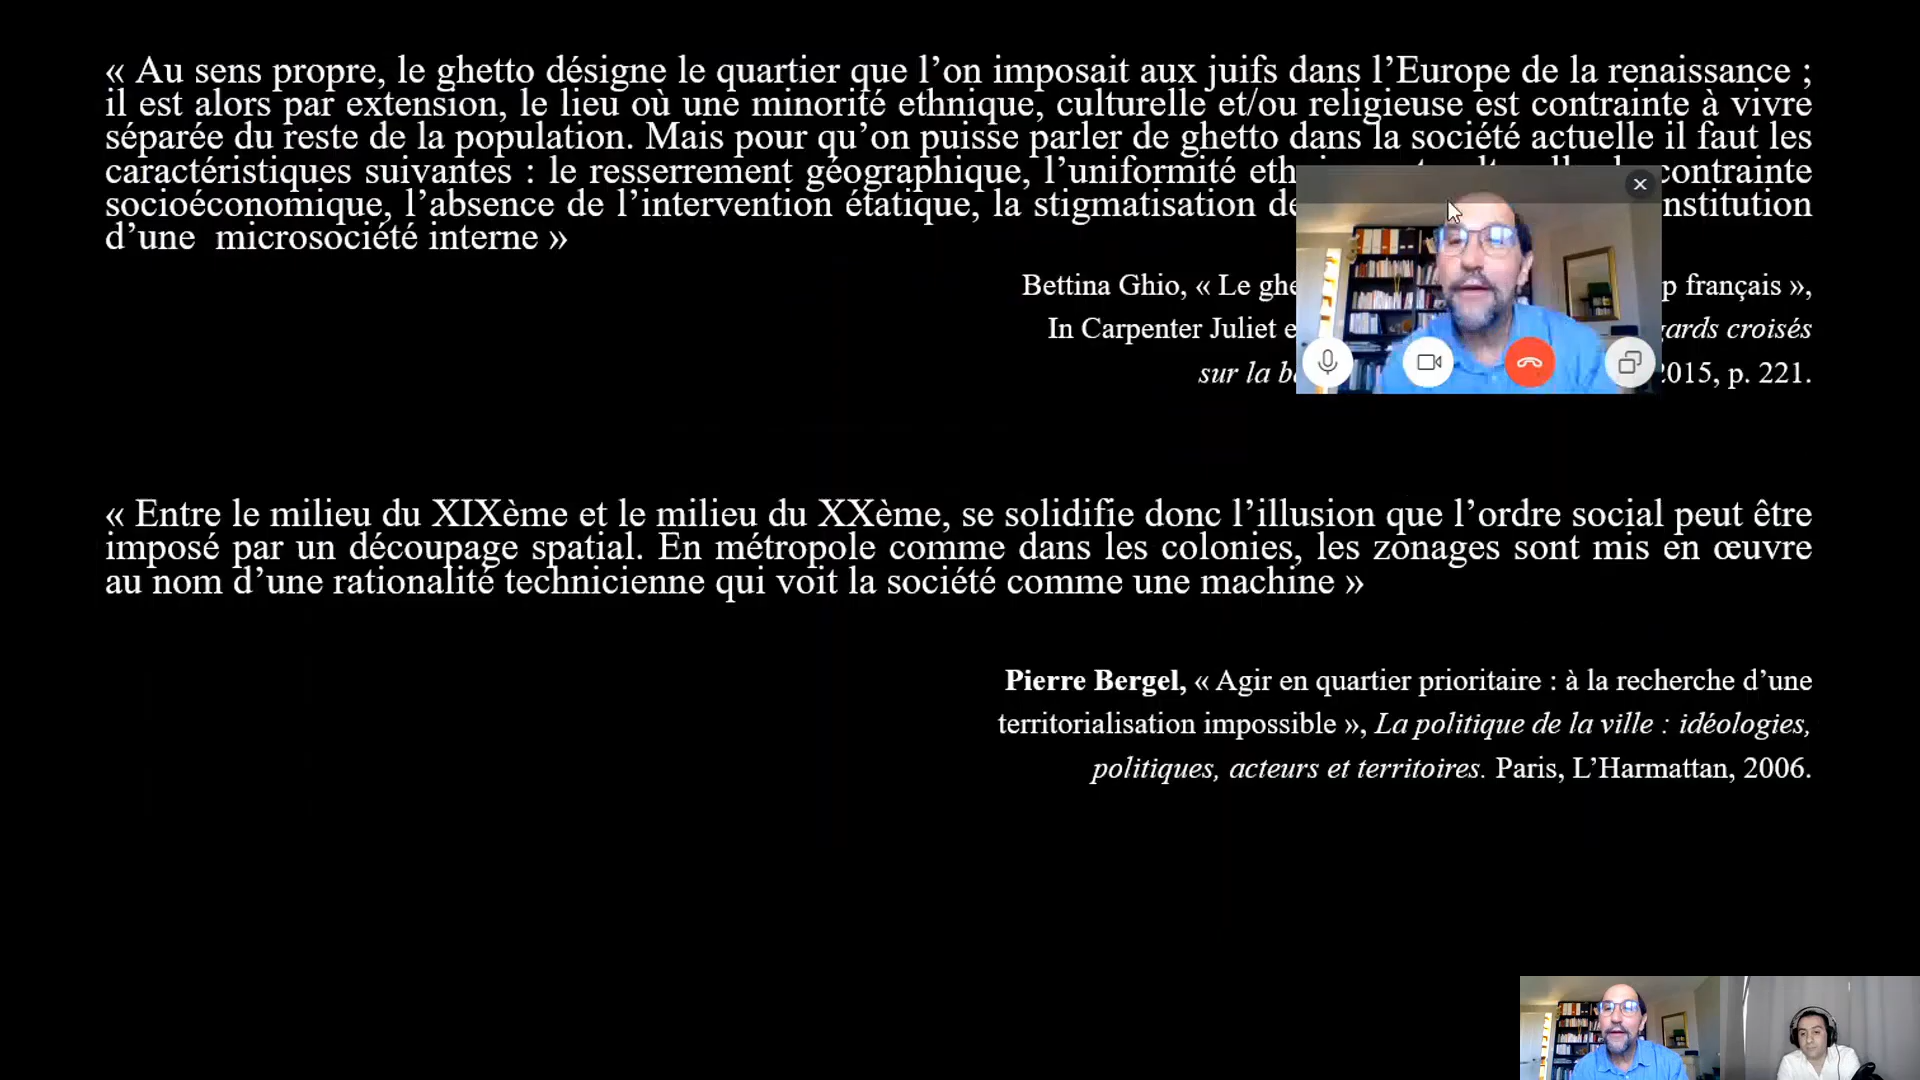 « Au sens propre, le ghetto désigne le quartier que l’on imposait aux juifs dans l’Europe de la renaissance ;
il est alors par extension, le lieu où une minorité ethnique, culturelle et/ou religieuse est contrainte à vivre
séparée du reste de la population. Mais pour qu’on puisse parler de ghetto dans la société actuelle il faut les
caractéristiques suivantes : le resserrement géographique, l’uniformité contrainte
socioéconomique, l’absence de l’intervention étatique, la stigmatisation
d’une  microsociété interne »
Bettina Ghio, « Le français »,
In Carpenter Juliet croisés
sur la 2015, p. 221.
« Entre le milieu du XIXème et le milieu du XXème, se solidifie donc l’illusion que l’ordre social peut être
imposé par un découpage spatial. En métropole comme dans les colonies, les zonages sont mis en œuvre
au nom d’une rationalité technicienne qui voit la société comme une machine »
Pierre Bergel, « Agir en quartier prioritaire : à la recherche d’une
territorialisation impossible », La politique de la ville : idéologies,
politiques, acteurs et territoires. Paris, L’Harmattan, 2006.